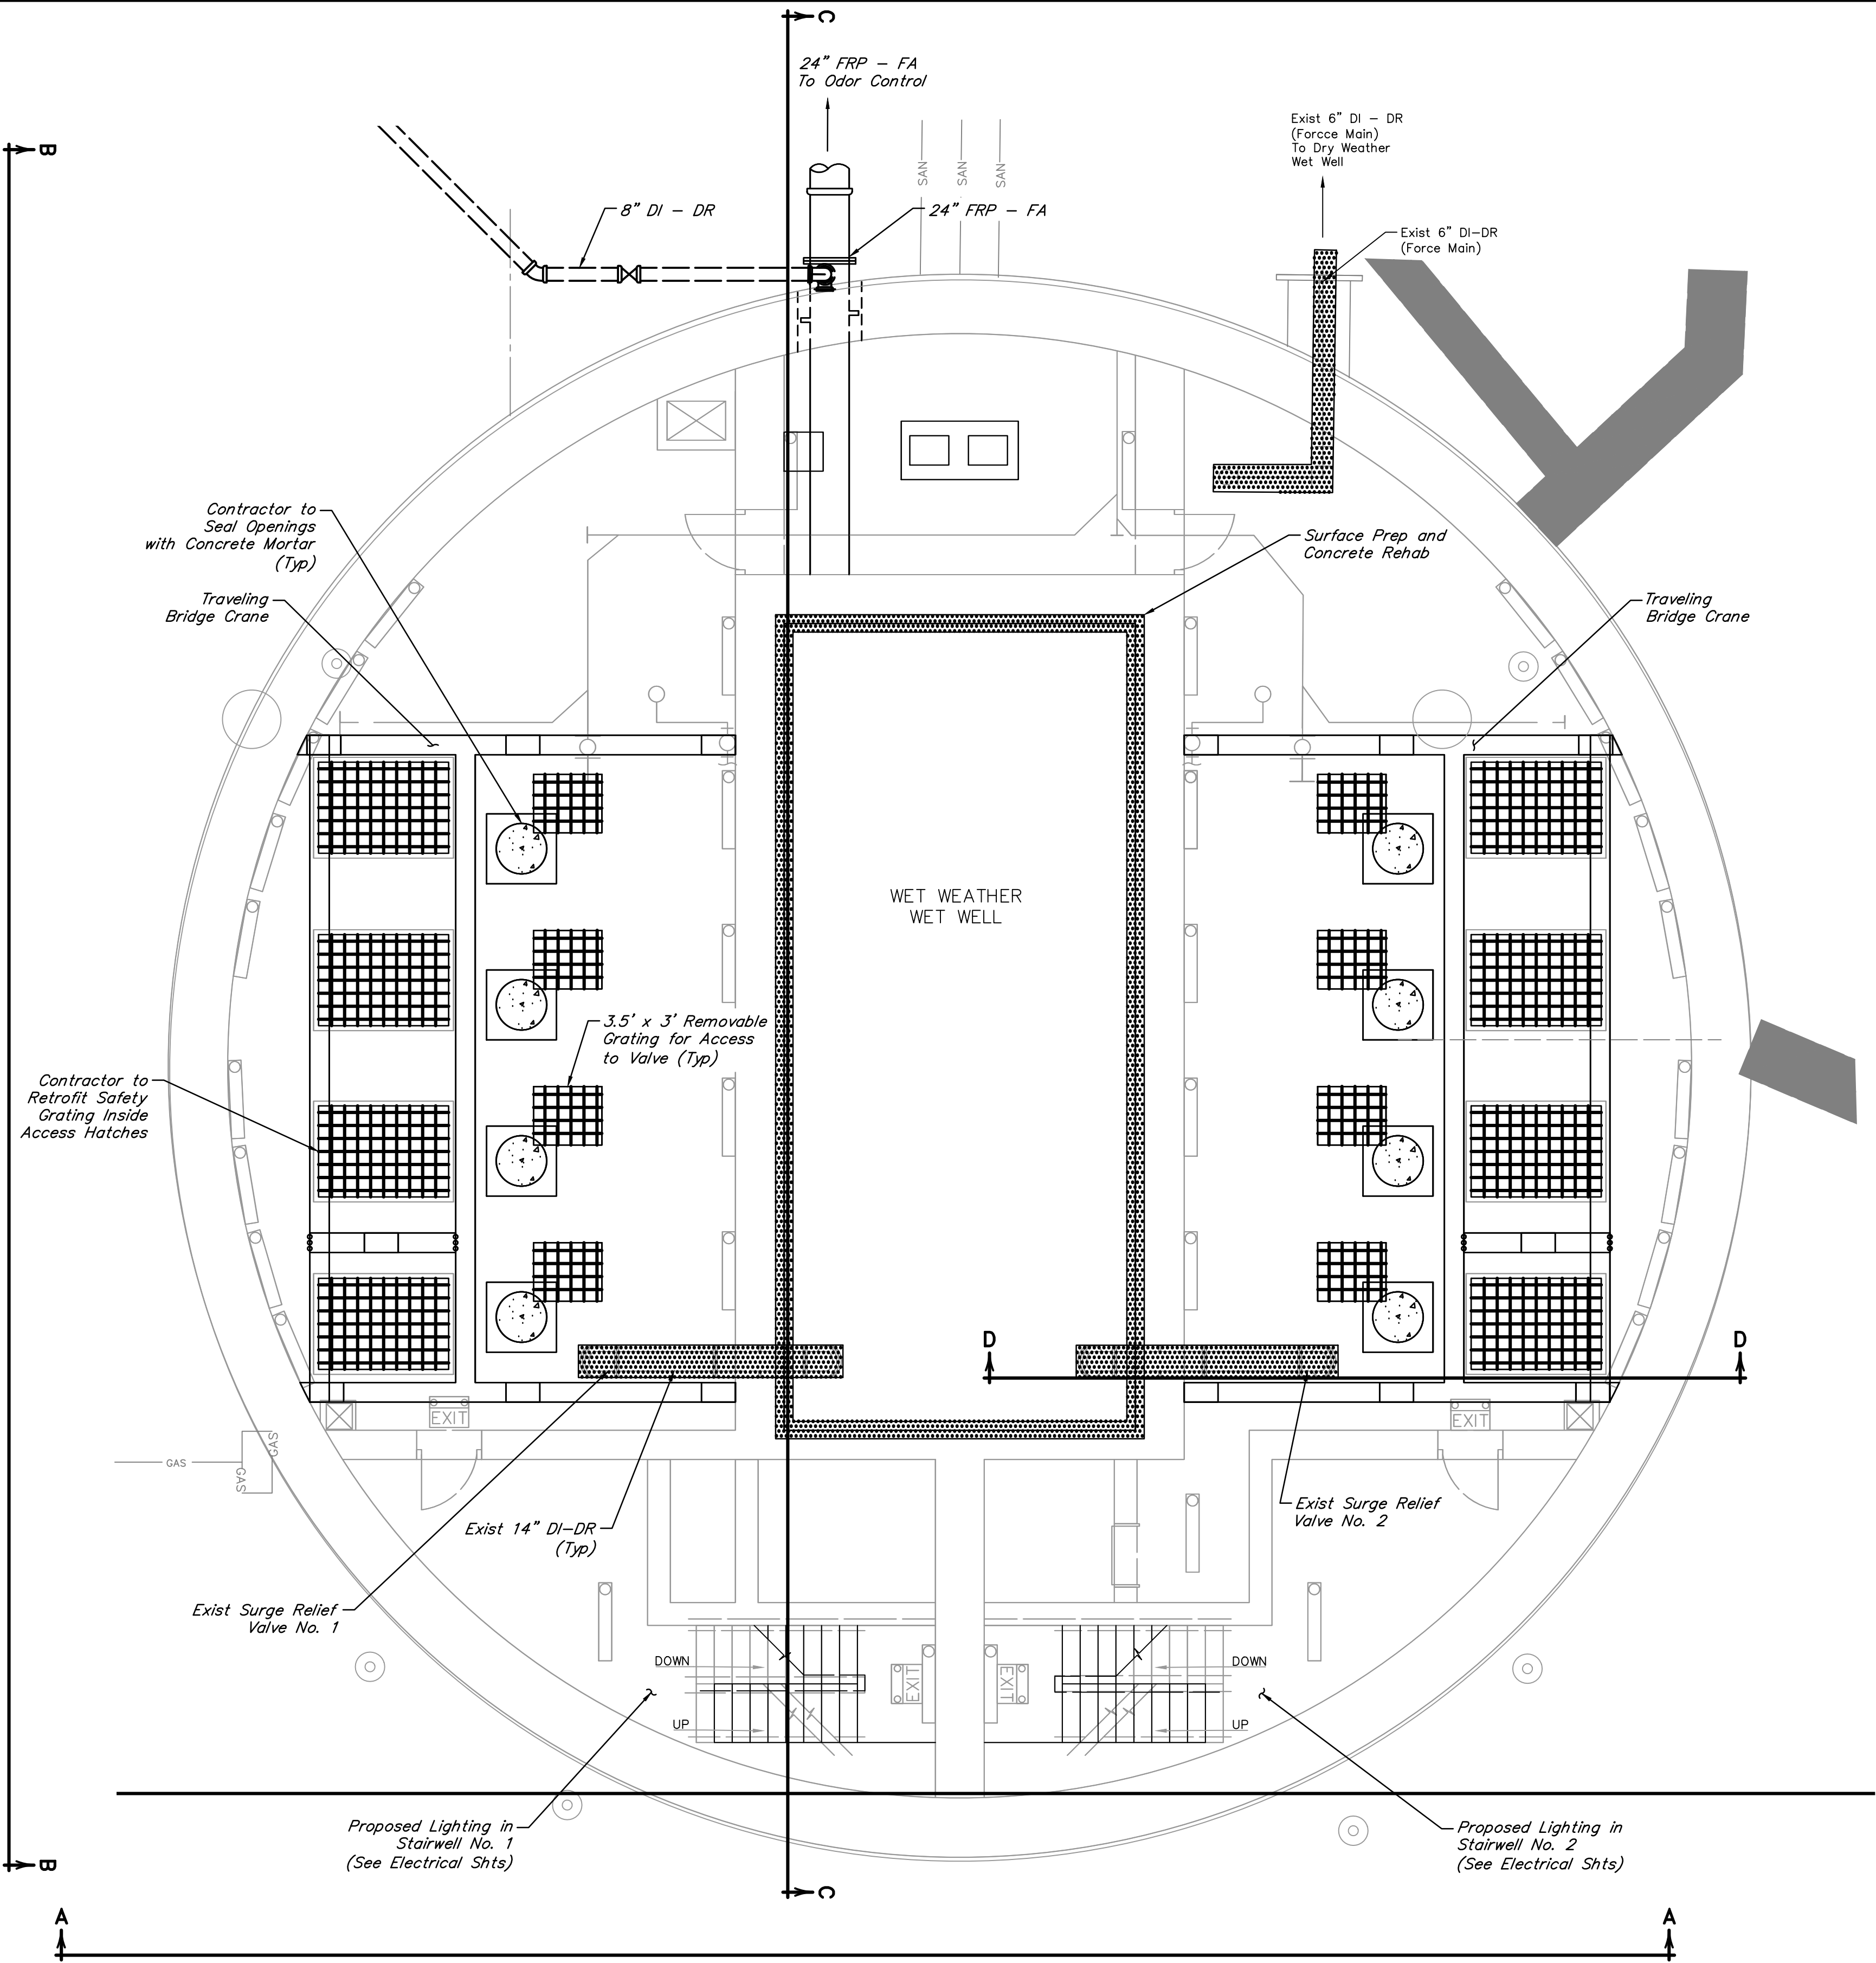 C
24" FRP – FA
To Odor Control
Exist 6" DI – DR
(Forcce Main)
To Dry Weather
Wet Well
B
SAN
SAN
SAN
8" DI – DR
24" FRP – FA
Exist 6" DI–DR
(Force Main)
Contractor to
Seal Openings
with Concrete Mortar
(Typ)
Surface Prep and
Concrete Rehab
Traveling
Bridge Crane
Traveling
Bridge Crane
WET WEATHER
WET WELL
3.5' x 3' Removable
Grating for Access
to Valve (Typ)
Contractor to
Retrofit Safety
Grating Inside
Access Hatches
D
D
EXIT
EXIT
GAS
GAS
GAS
Exist Surge Relief
Valve No. 2
Exist 14" DI–DR
(Typ)
Exist Surge Relief
Valve No. 1
DOWN
DOWN
EXIT
EXIT
UP
UP
Proposed Lighting in
Stairwell No. 1
(See Electrical Shts)
Proposed Lighting in
Stairwell No. 2
(See Electrical Shts)
B
C
A
A